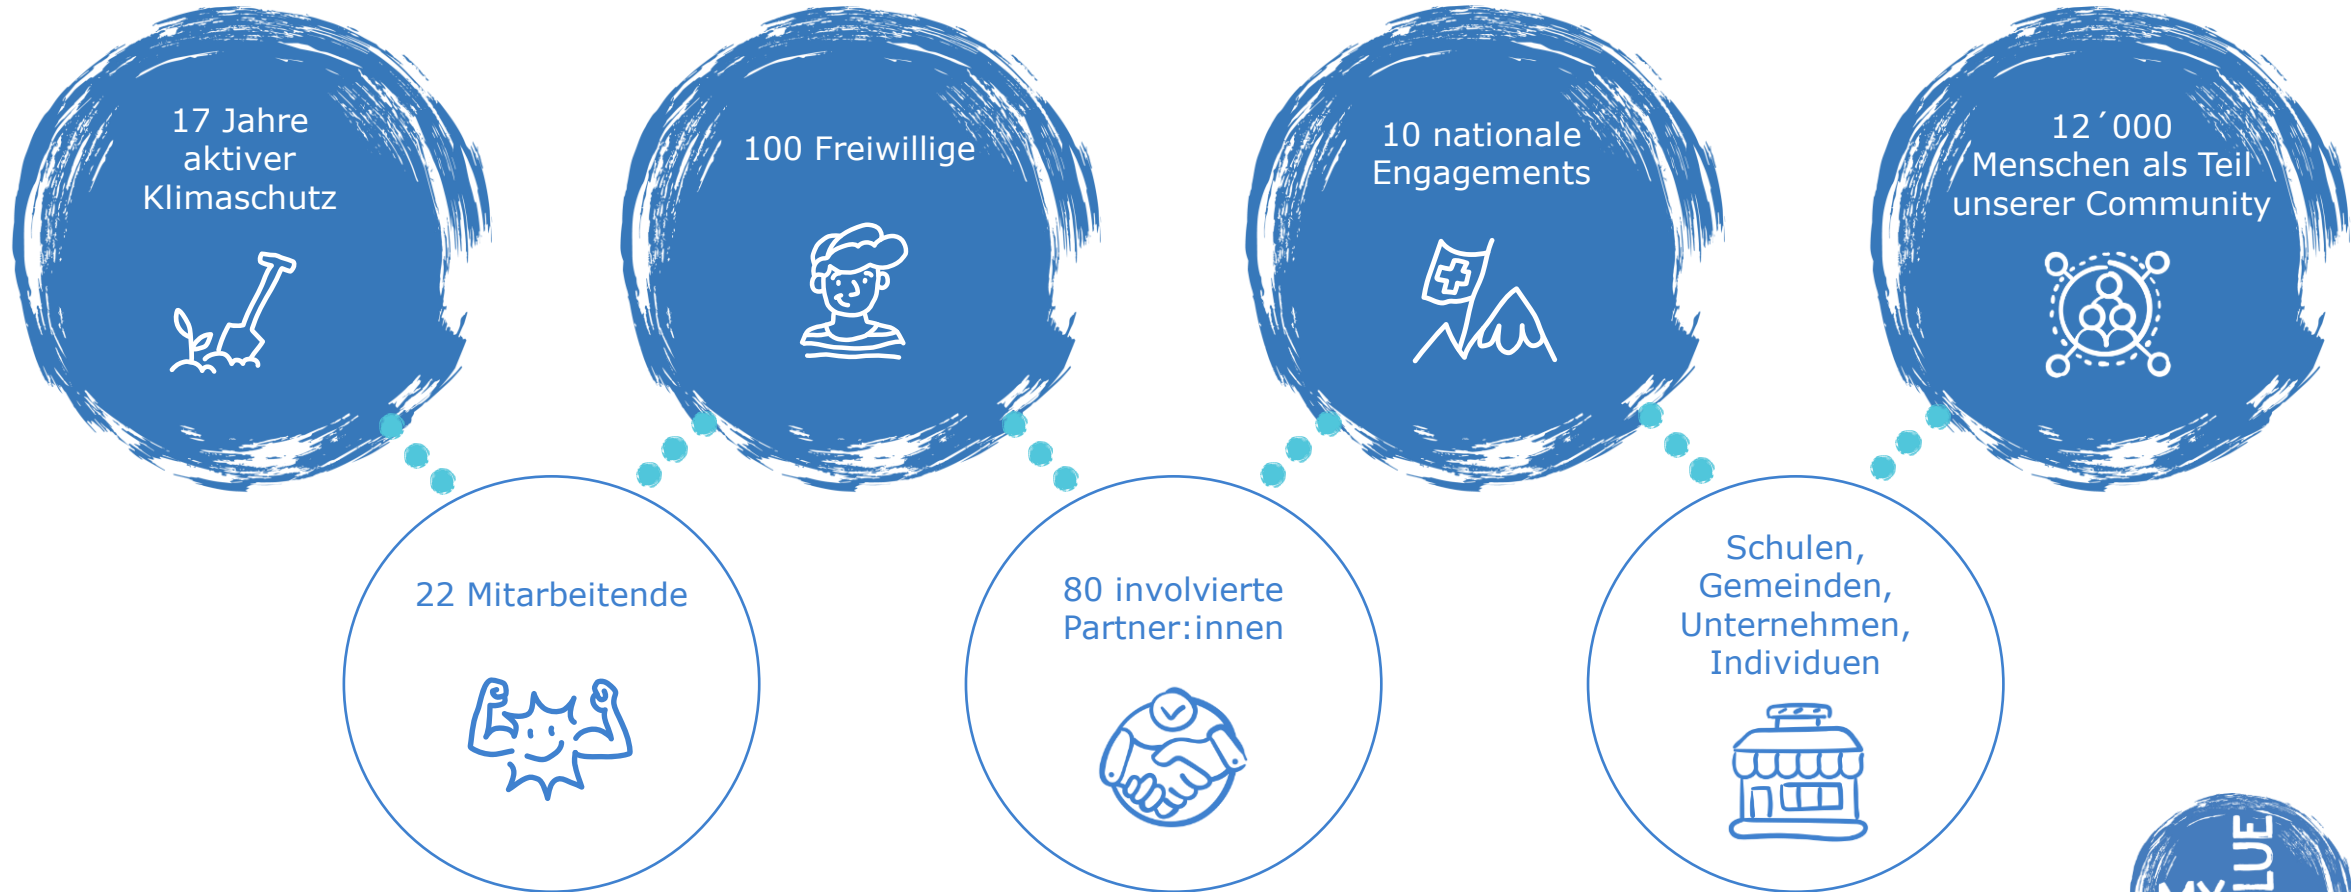 17 Jahre
aktiver
Klimaschutz
100 Freiwillige
10 nationale
Engagements
12´000
Menschen als Teil
unserer Community
22 Mitarbeitende
80 involvierte
Partner:innen
Schulen,
Gemeinden,
Unternehmen,
Individuen